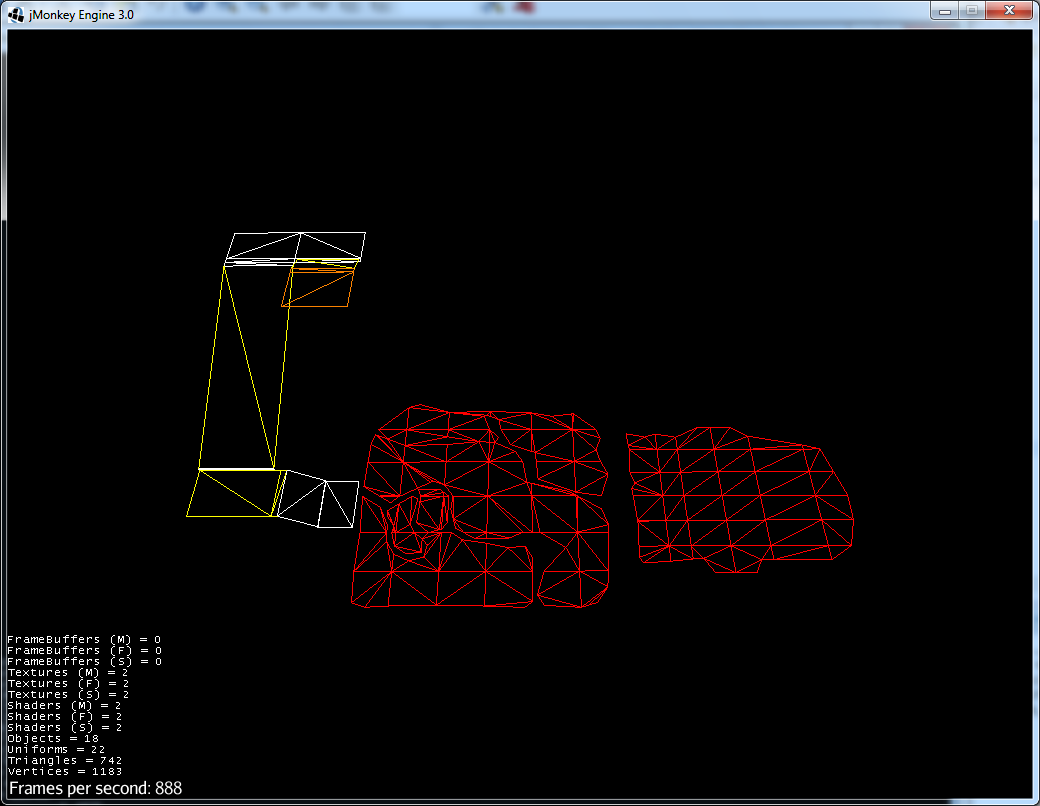 jMonkey Engine 3.0
FrameBuffers (M) = 0
FrameBuffers (F) = 0
FrameBuffers (S) = 0
Textures (M) = 2
Textures (F) = 2
Textures (S) = 2
Shaders (M) = 2
Shaders (F) = 2
Shaders (S) = 2
Objects = 18
Uniforms = 22
Triangles = 742
Vertices = 1183
Frames per second: 888